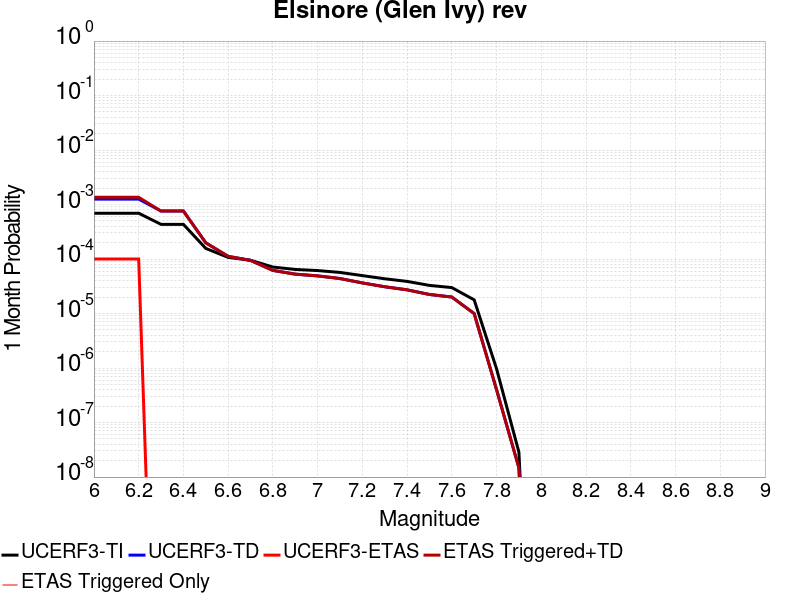 Elsinore (Glen Ivy) rev
10^0
10^-1
10^-2
10^-3
10^-4
10^-5
10^-6
10^-7
10^-8
1 Month Probability
6 6.2 6.4 6.6 6.8 7 7.2 7.4 7.6 7.8 8 8.2 8.4 8.6 8.8 9
Magnitude
UCERF3-TI UCERF3-TD UCERF3-ETAS ETAS Triggered+TD
ETAS Triggered Only